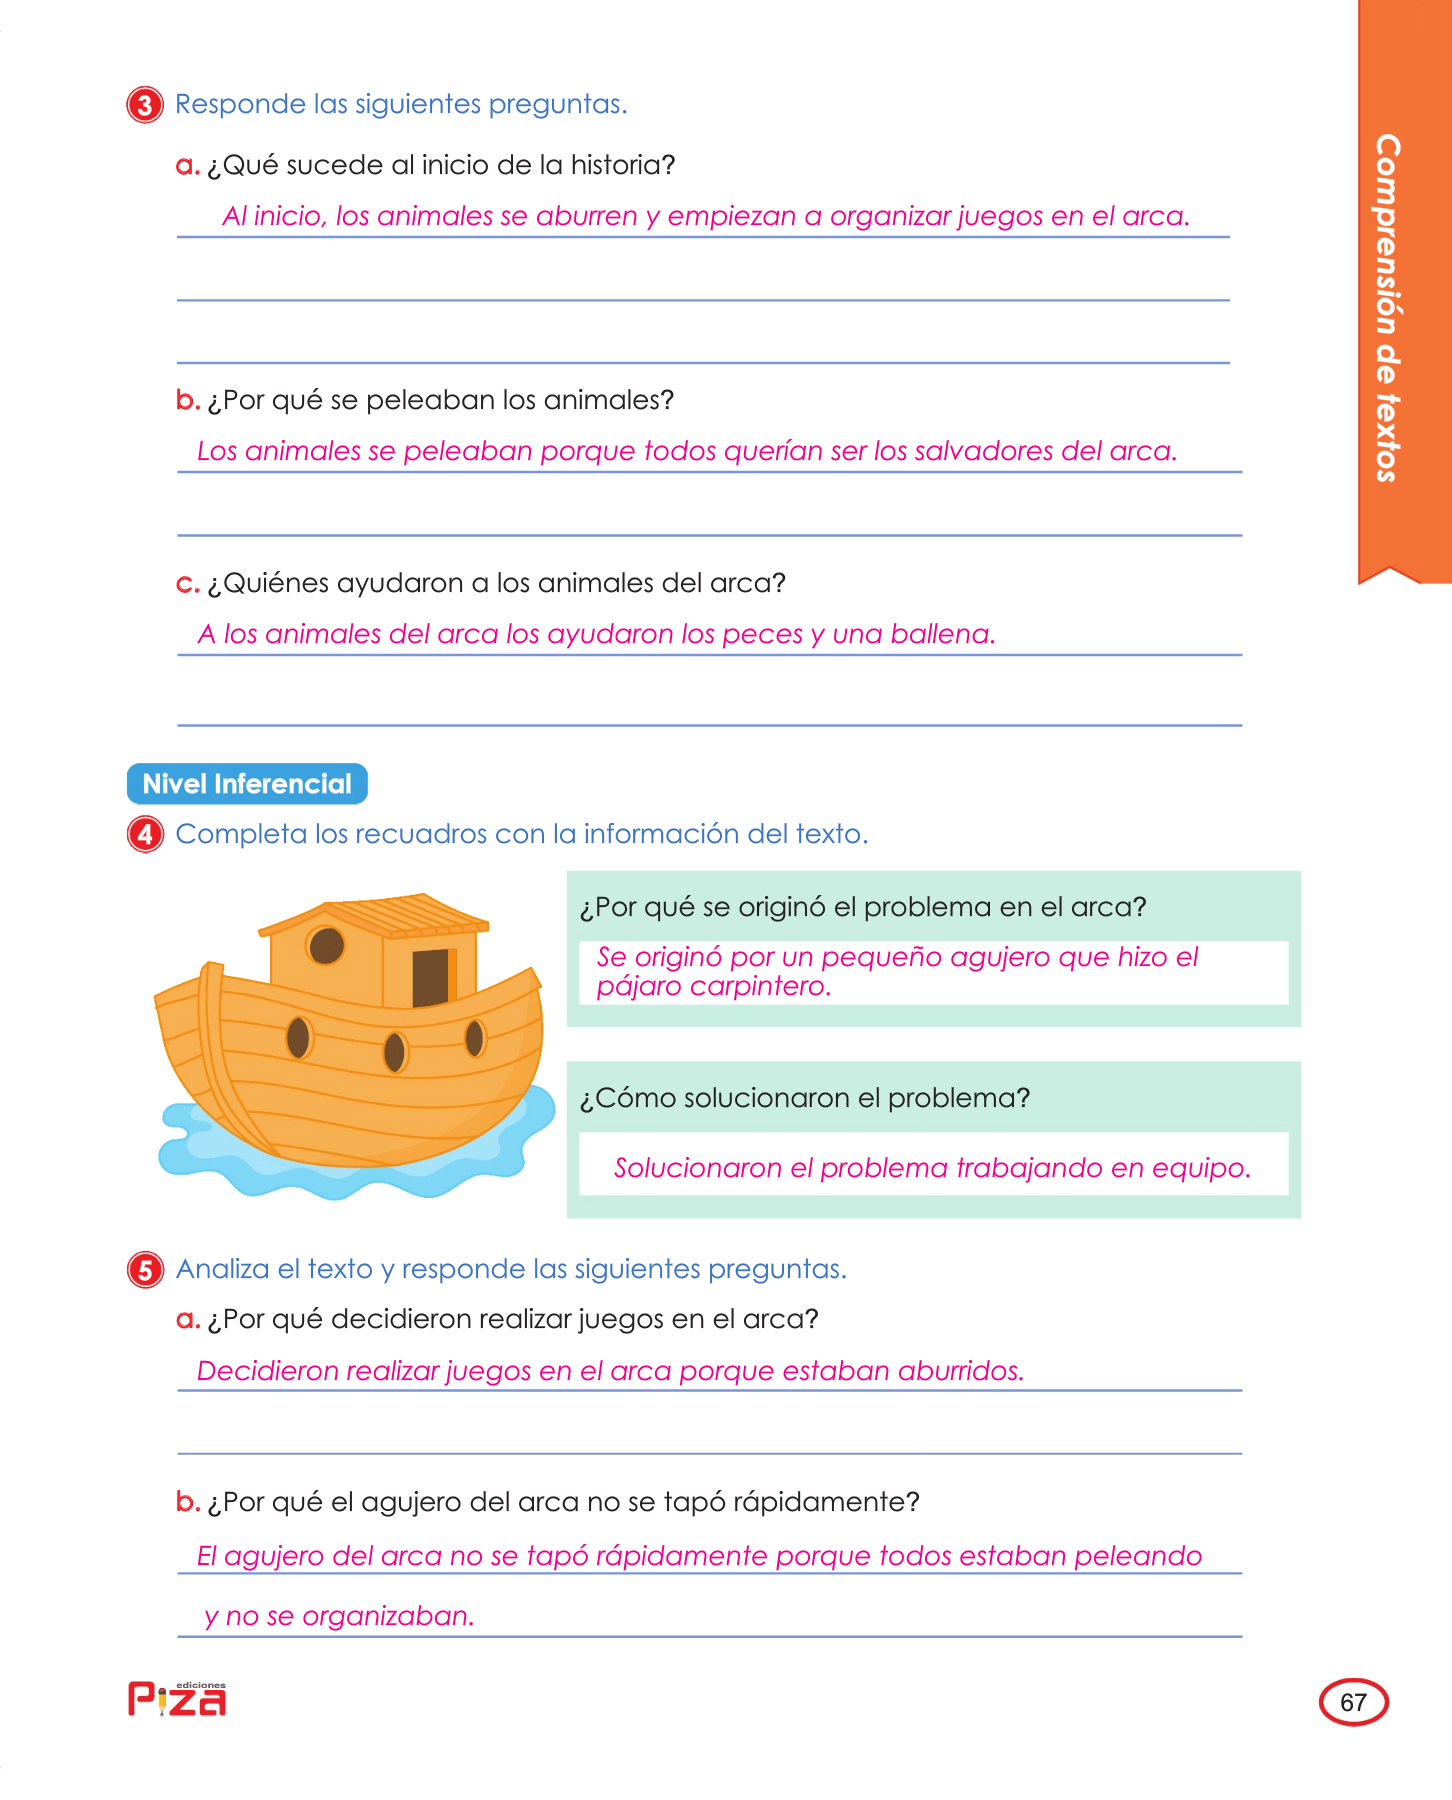 Comprensión de textos
3 Responde las siguientes preguntas.
a. ¿Qué sucede al inicio de la historia?
Al inicio, los animales se aburren y empiezan a organizar juegos en el arca.
b. ¿Por qué se peleaban los animales?
Los animales se peleaban porque todos querían ser los salvadores del arca.
c. ¿Quiénes ayudaron a los animales del arca?
A los animales del arca los ayudaron los peces y una ballena.
Nivel Inferencial
4 Completa los recuadros con la información del texto.
¿Por qué se originó el problema en el arca?
Se originó por un pequeño agujero que hizo el
pájaro carpintero.
¿Cómo solucionaron el problema?
Solucionaron el problema trabajando en equipo.
5 Analiza el texto y responde las siguientes preguntas.
a. ¿Por qué decidieron realizar juegos en el arca?
Decidieron realizar juegos en el arca porque estaban aburridos.
b. ¿Por qué el agujero del arca no se tapó rápidamente?
El agujero del arca no se tapó rápidamente porque todos estaban peleando
y no se organizaban.
ediciones
Piza
67